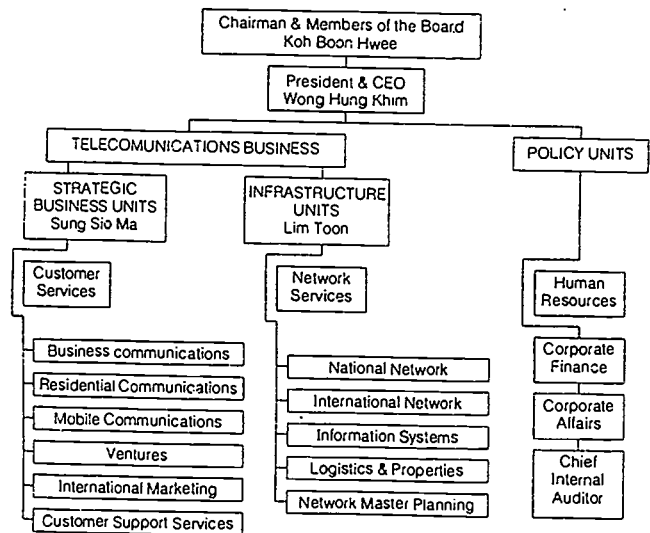 Chairman & Members of the Board
Koh Boon Hwee
President & CEO
Wong Hung Khim
TELECOMUNICATIONS BUSINESS
POLICY UNITS
STRATEGIC
BUSINESS UNITS
Sung Sio Ma
INFRASTRUCTURE
UNITS
Lim Toon
Customer
Services
Network
Services
Human
Resources
Business communications
Residential Communications
Mobile Communications
Ventures
International Marketing
Customer Support Services
National Network
International Network
Information Systems
Logistics & Properties
Network Master Planning
Corporate
Finance
Corporate
Affairs
Chief
Internal
Auditor